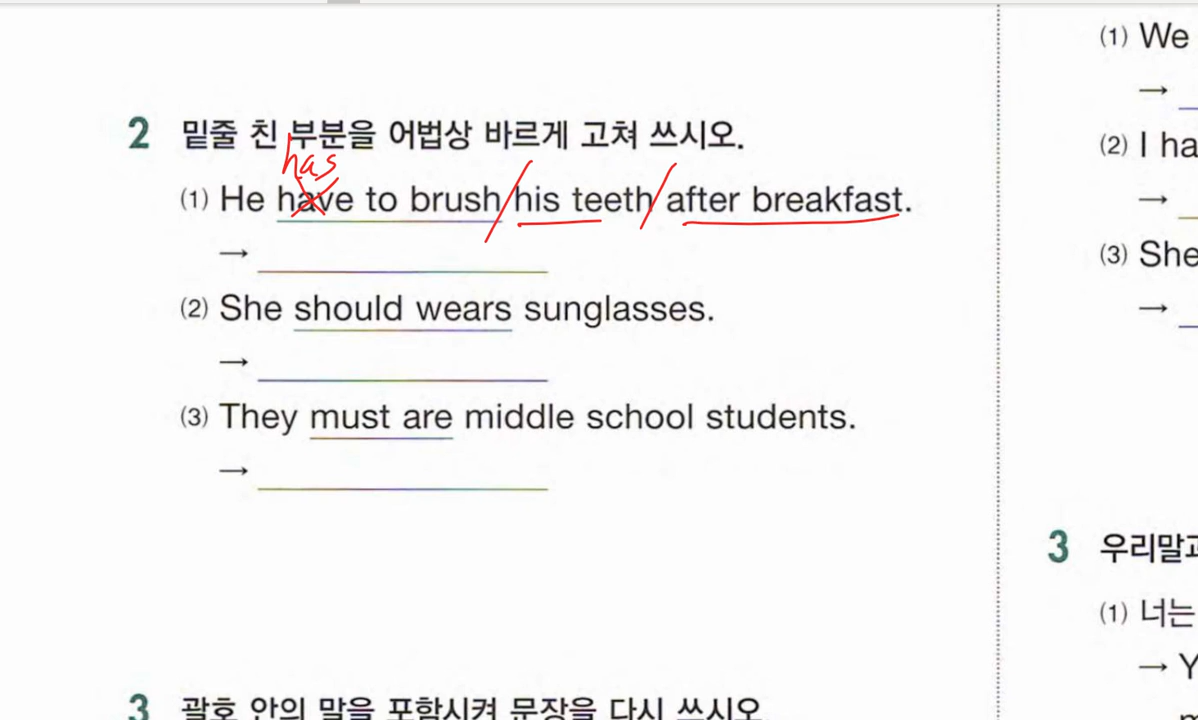 2 밑줄 친 부분을 어법상 바르게 고쳐 쓰시오.
has
(1) He have to brush his teeth after breakfast.
→
(2) She should wears sunglasses.
→
(3) They must are middle school students.
→
3 괄호 안의 말을 포함시켜 문장을 다시 쓰시오.
(1) We
→
(2) I ha
→
(3) She
→
3 우리말과
(1) 너는
→ Y